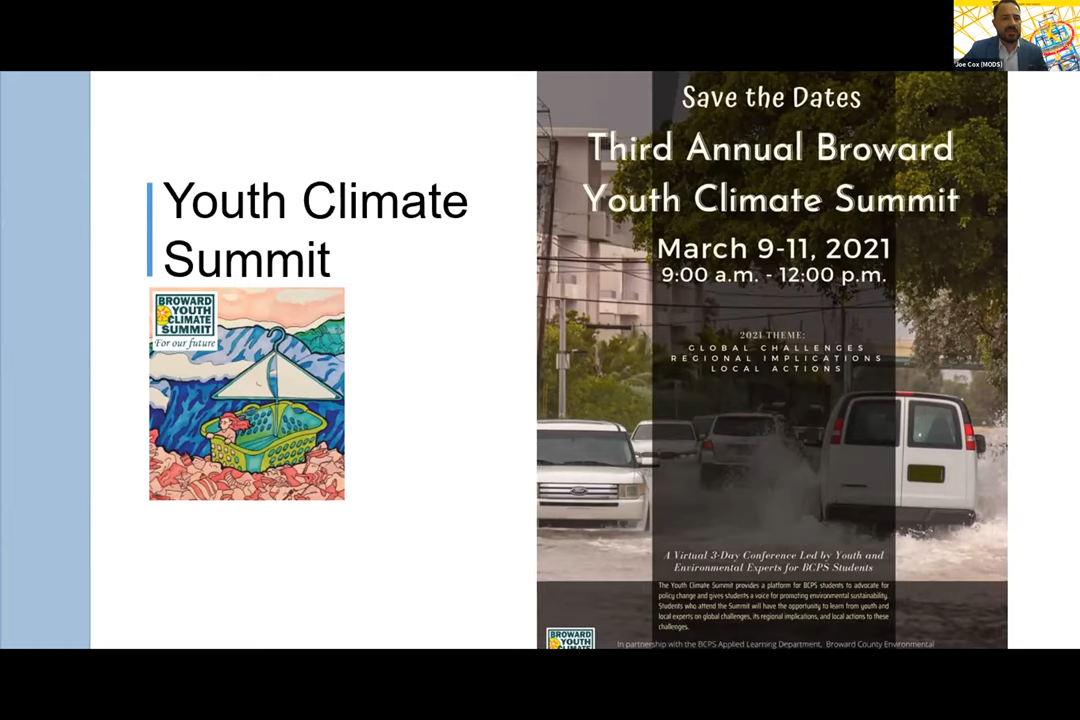 Joe Cox (MODS)
Youth Climate
Summit
BROWARD
YOUTH
CLIMATE
SUMMIT
For our future
Save the Dates
Third Annual Broward
Youth Climate Summit
March 9-11, 2021
9:00 a.m. - 12:00 p.m.
2021 THEME:
GLOBAL CHALLENGES
REGIONAL IMPLICATIONS
LOCAL ACTIONS
A Virtual 3-Day Conference Led by Youth and
Environmental Experts for BCPS Students
The Youth Climate Summit provides a platform for BCPS students to advocate for
policy change and gives students a voice for promoting environmental sustainability.
Students who attend the Summit will have the opportunity to learn from youth and
local experts on global challenges, its regional implications, and local actions to these
challenges.
BROWARD
YOUTH
CLIMATE
In partnership with the BCPS Applied Learning Department, Broward County Environmental